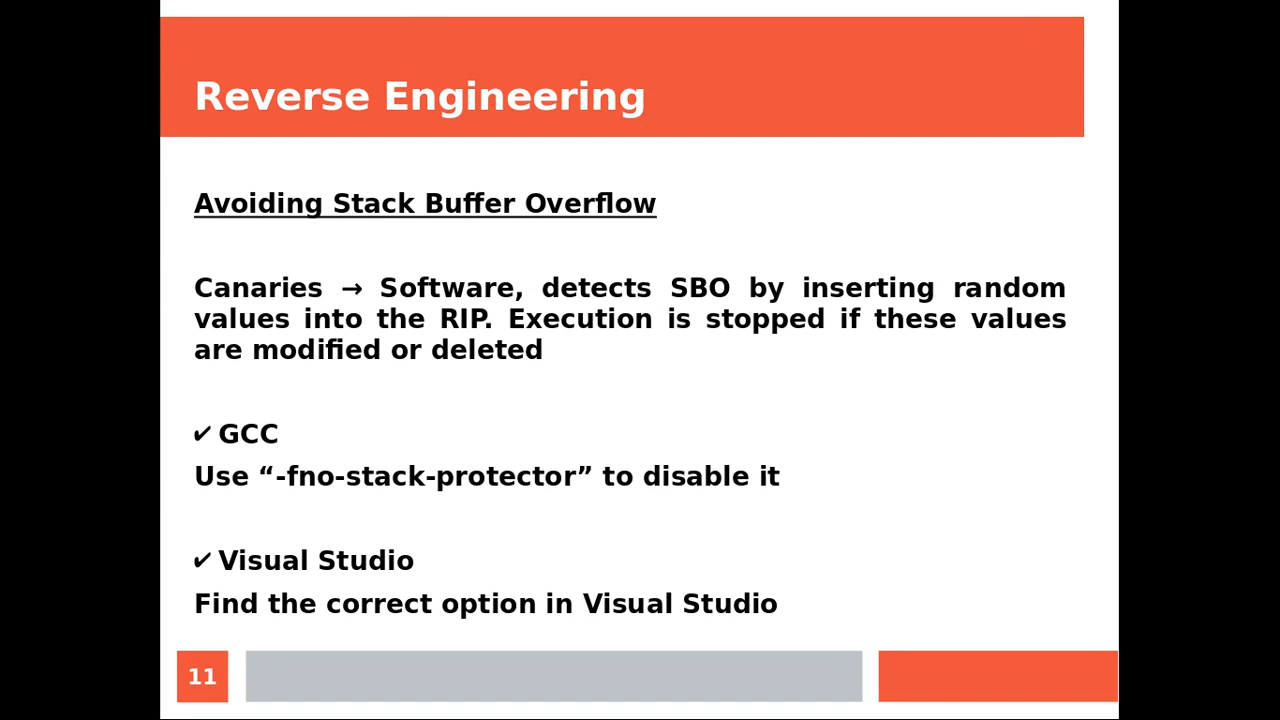 Reverse Engineering
Avoiding Stack Buffer Overflow
Canaries → Software, detects SBO by inserting random
values into the RIP. Execution is stopped if these values
are modified or deleted
✔ GCC
Use “-fno-stack-protector” to disable it
✔ Visual Studio
Find the correct option in Visual Studio
11